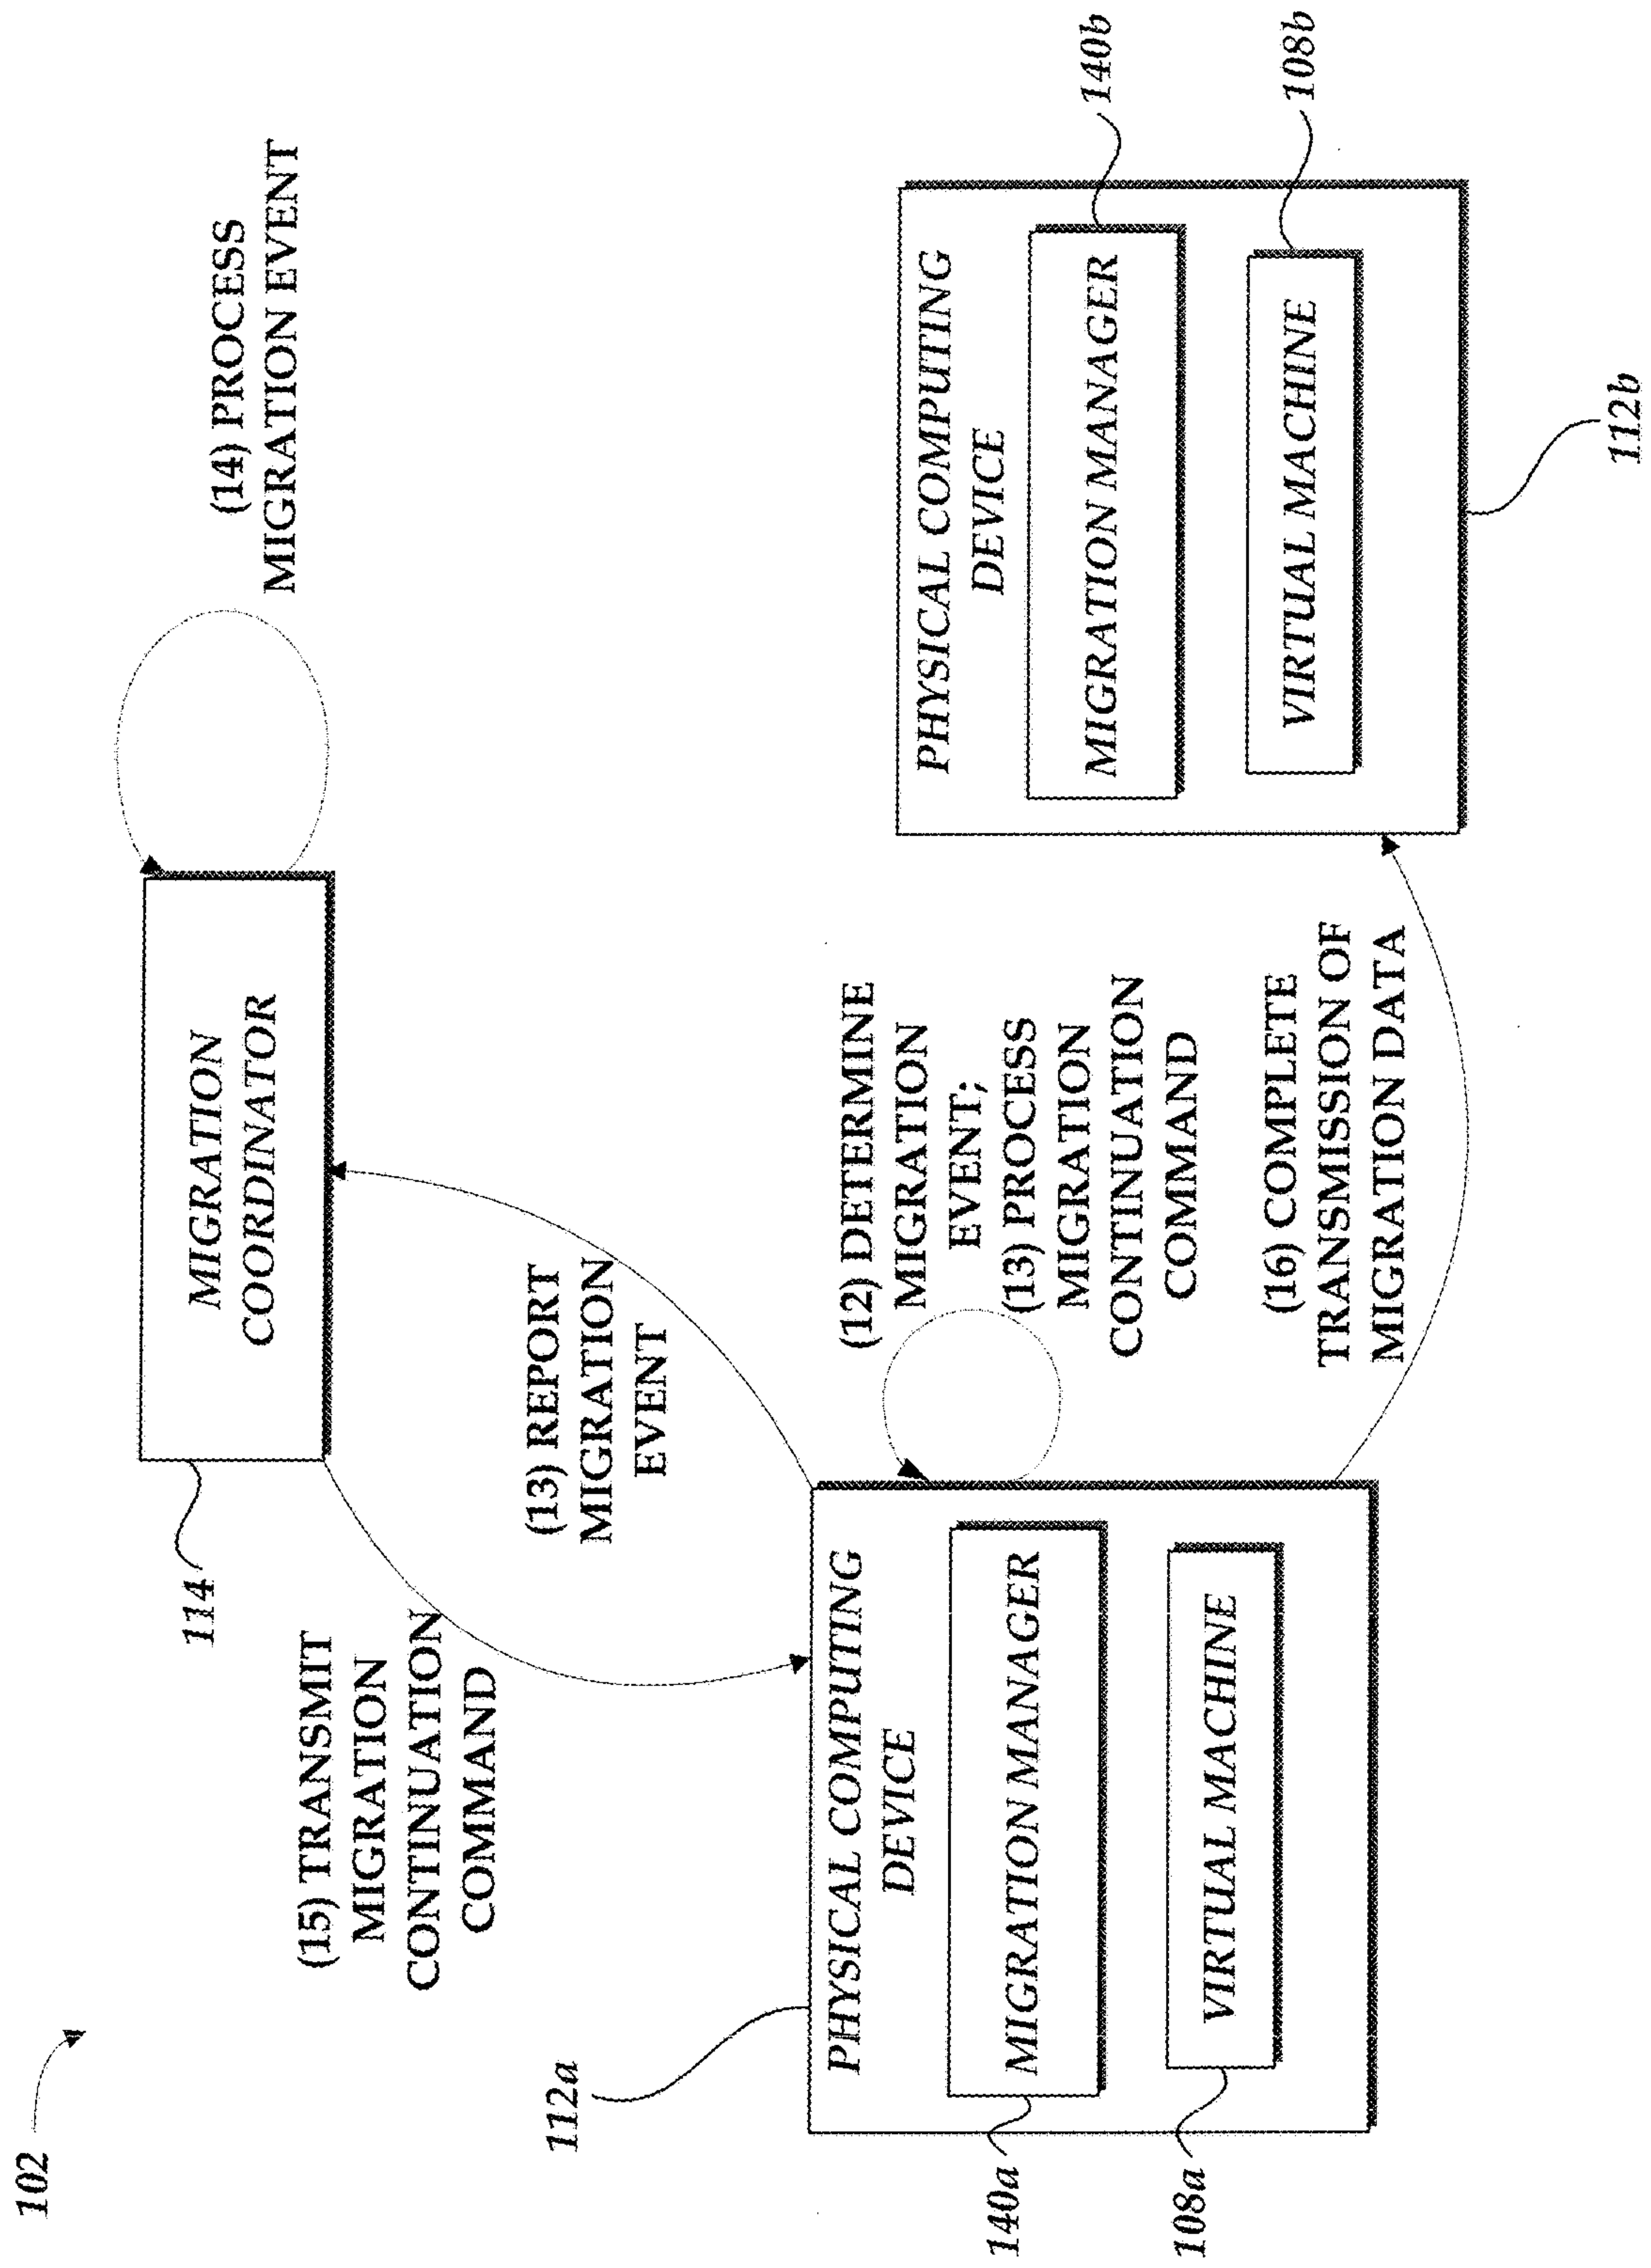 102
114
MIGRATION
COORDINATOR
(14) PROCESS
MIGRATION EVENT
(15) TRANSMIT
MIGRATION
CONTINUATION
COMMAND
(13) REPORT
MIGRATION
EVENT
112a
PHYSICAL COMPUTING
DEVICE
MIGRATION MANAGER
VIRTUAL MACHINE
140a
108a
(12) DETERMINE
MIGRATION
EVENT;
(13) PROCESS
MIGRATION
CONTINUATION
COMMAND
(16) COMPLETE
TRANSMISSION OF
MIGRATION DATA
PHYSICAL COMPUTING
DEVICE
MIGRATION MANAGER
VIRTUAL MACHINE
140b
108b
112b